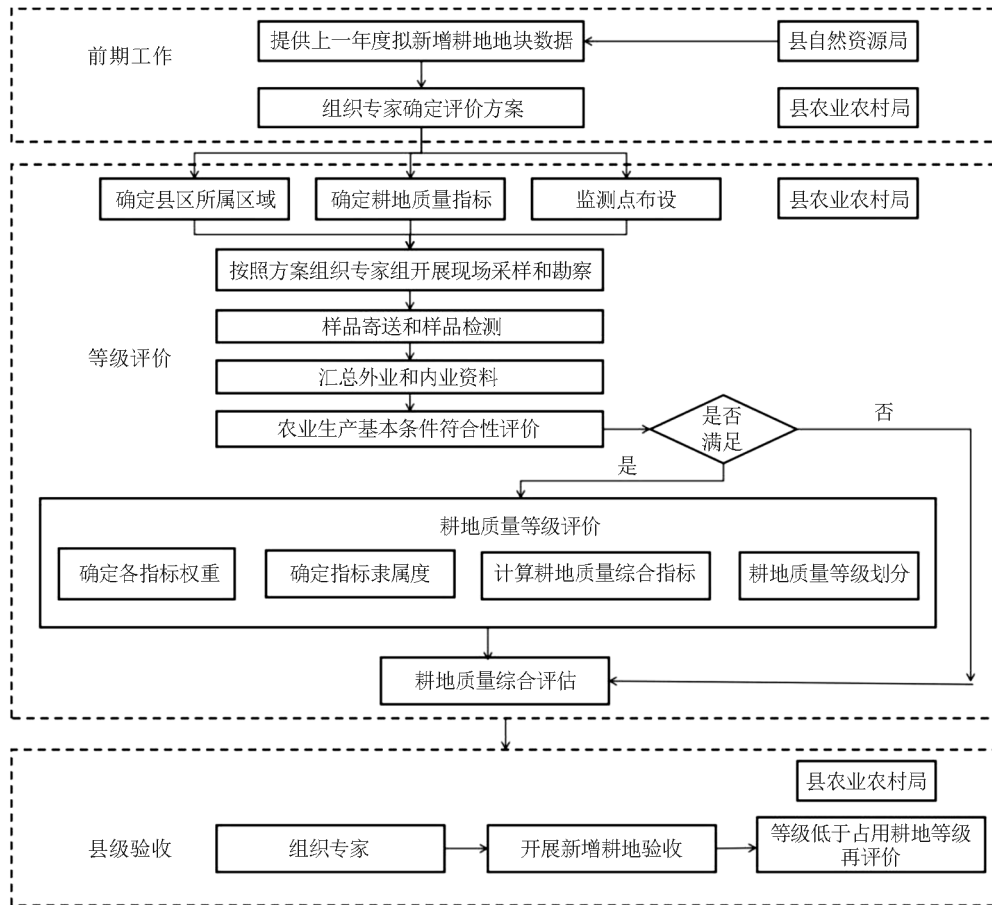 前期工作
提供上一年度拟新增耕地地块数据
县自然资源局
组织专家确定评价方案
县农业农村局
确定县区所属区域
确定耕地质量指标
监测点布设
县农业农村局
按照方案组织专家组开展现场采样和勘察
样品寄送和样品检测
等级评价
汇总外业和内业资料
农业生产基本条件符合性评价
是否
满足
否
是
耕地质量等级评价
确定各指标权重
确定指标隶属度
计算耕地质量综合指标
耕地质量等级划分
耕地质量综合评估
县农业农村局
县级验收
组织专家
开展新增耕地验收
等级低于占用耕地等级
再评价